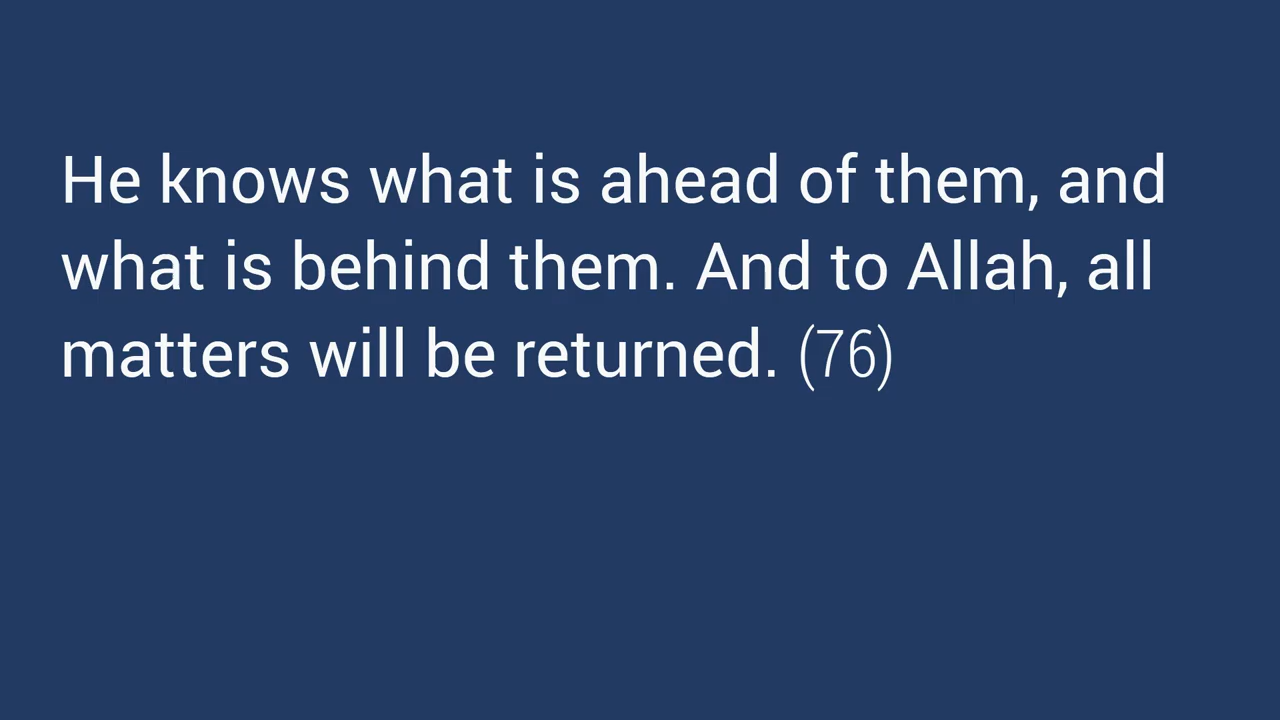 He knows what is ahead of them, and
what is behind them. And to Allah, all
matters will be returned. (76)